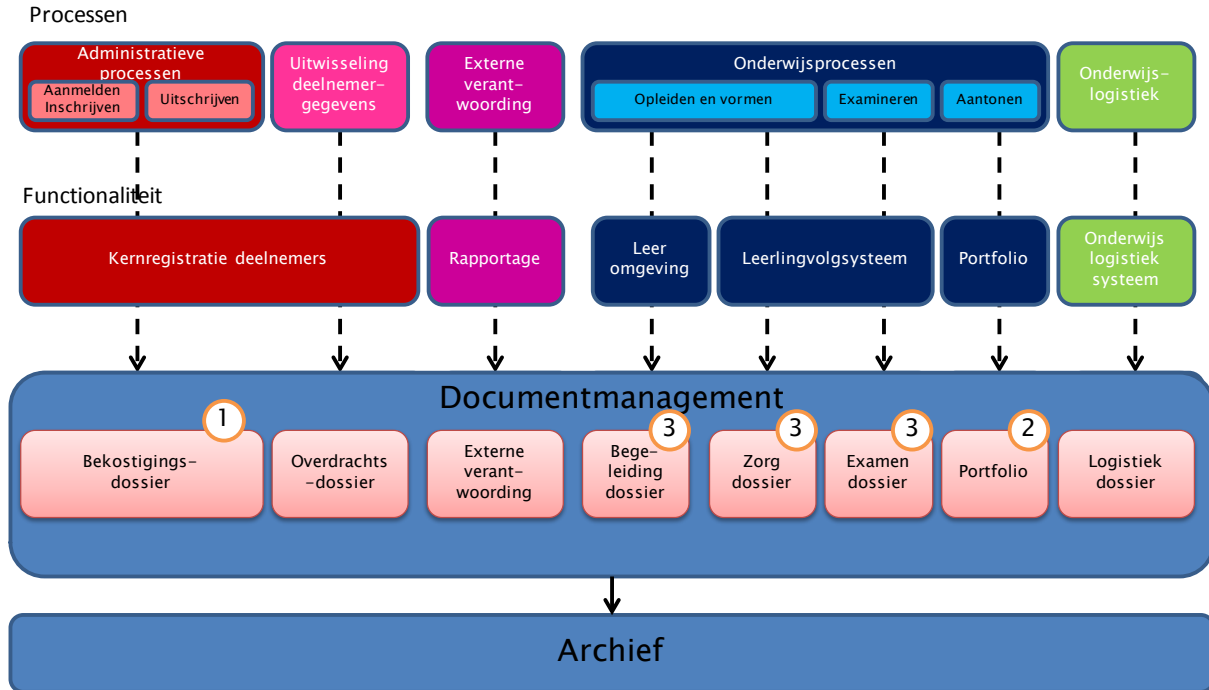 Processen
Administratieve
processen
Aanmelden
Inschrijven
Uitschrijven
Uitwisseling
deelnemer-
gegevens
Externe
verant-
woording
Onderwijsprocessen
Opleiden en vormen
Examineren
Aantonen
Onderwijs-
logistiek
Functionaliteit
Kernregistratie deelnemers
Rapportage
Leer
omgeving
Leerlingvolgsysteem
Portfolio
Onderwijs
logistiek
systeem
Documentmanagement
1
3
3
3
2
Bekostigings-
dossier
Overdrachts
-dossier
Externe
verant-
woording
Bege-
leiding
dossier
Zorg
dossier
Examen
dossier
Portfolio
Logistiek
dossier
Archief